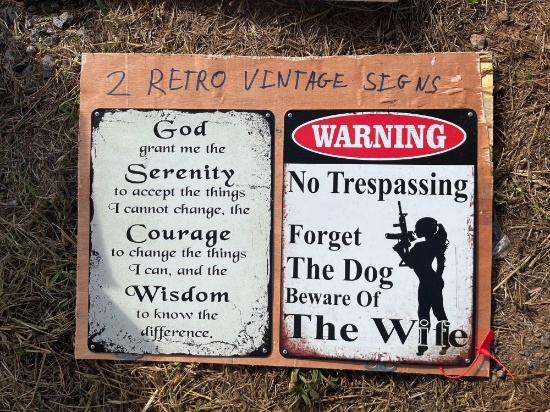 2 RETRO VINTAGE SIGNS
God
grant me the
Serenity
to accept the things
I cannot change, the
Courage
to change the things
I can, and the
Wisdom
to know the
difference.
WARNING
No Trespassing
Forget
The Dog
Beware Of
The Wife